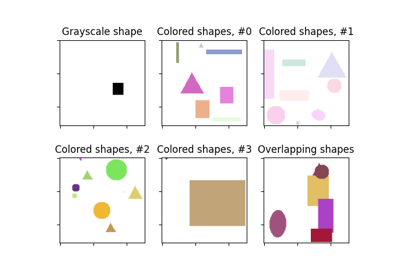 Grayscale shape
Colored shapes, #0
Colored shapes, #1
Colored shapes, #2
Colored shapes, #3
Overlapping shapes